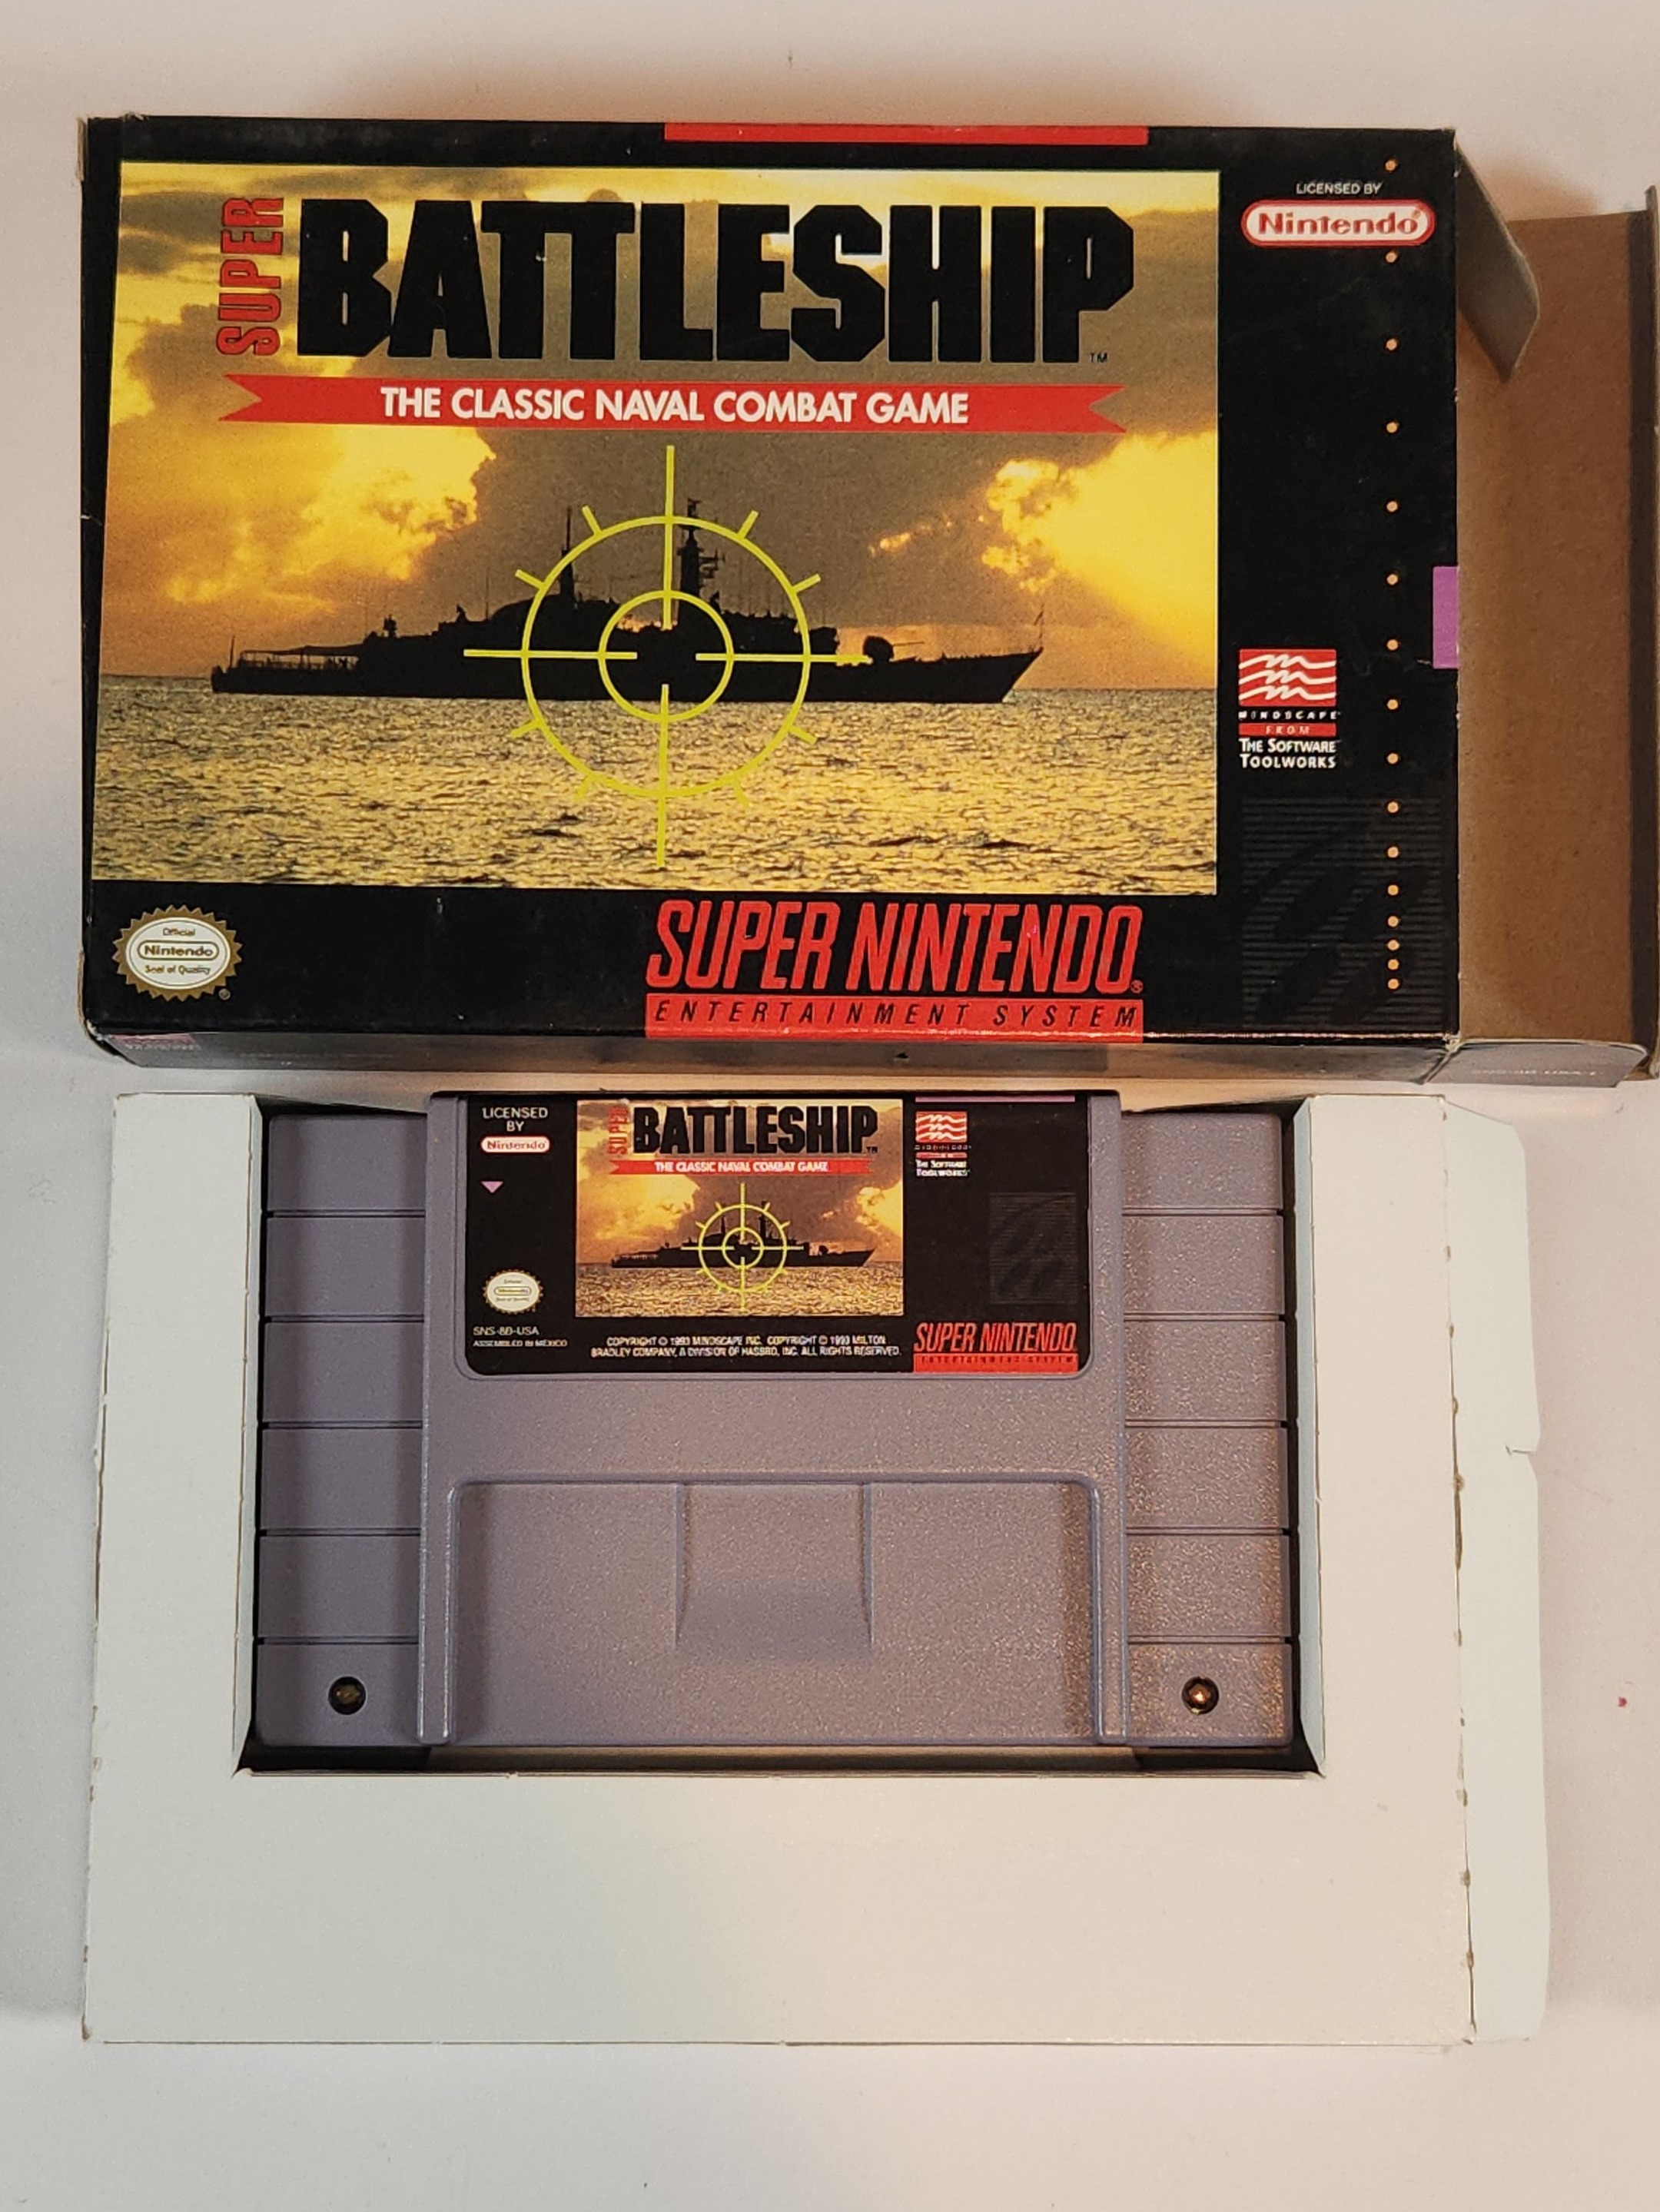 SUPER
BATTLESHIP™
THE CLASSIC NAVAL COMBAT GAME
LICENSED BY
Nintendo®
MINDSCAPE
FROM
THE SOFTWARE
TOOLWORKS
Official
Nintendo
Seal of Quality
®
SUPER NINTENDO®
ENTERTAINMENT SYSTEM
LICENSED
BY
Nintendo
SUPER
BATTLESHIP™
THE CLASSIC NAVAL COMBAT GAME
THE SOFTWARE
TOOLWORKS
SNS-8B-USA
ASSEMBLED IN MEXICO
COPYRIGHT © 1993 MINDSCAPE INC. COPYRIGHT © 1993 MILTON
BRADLEY COMPANY, A DIVISION OF HASBRO, INC. ALL RIGHTS RESERVED.
SUPER NINTENDO
ENTERTAINMENT SYSTEM